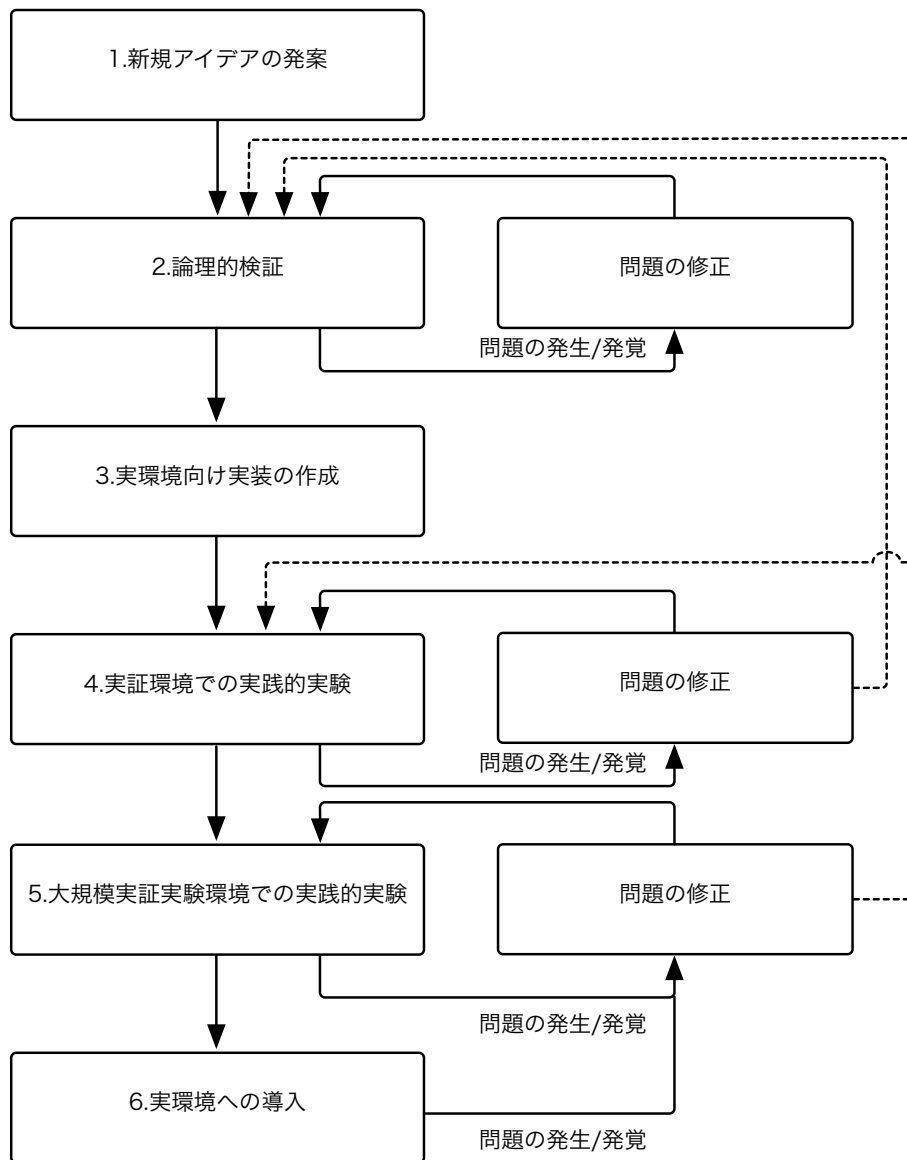 1.新規アイデアの発案
2.論理的検証
問題の修正
問題の発生/発覚
3.実環境向け実装の作成
4.実証環境での実践的実験
問題の修正
問題の発生/発覚
5.大規模実証実験環境での実践的実験
問題の修正
問題の発生/発覚
6.実環境への導入
問題の発生/発覚